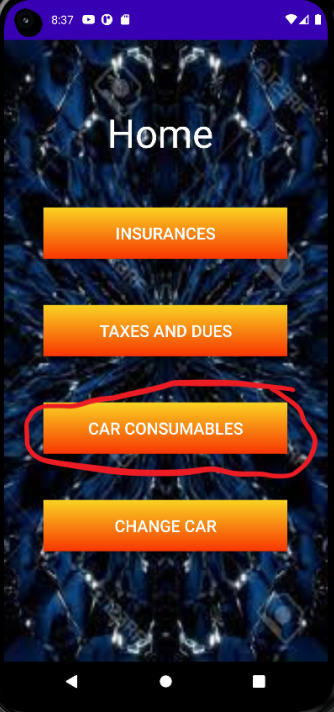 8:37
Home
INSURANCES
TAXES AND DUES
CAR CONSUMABLES
CHANGE CAR